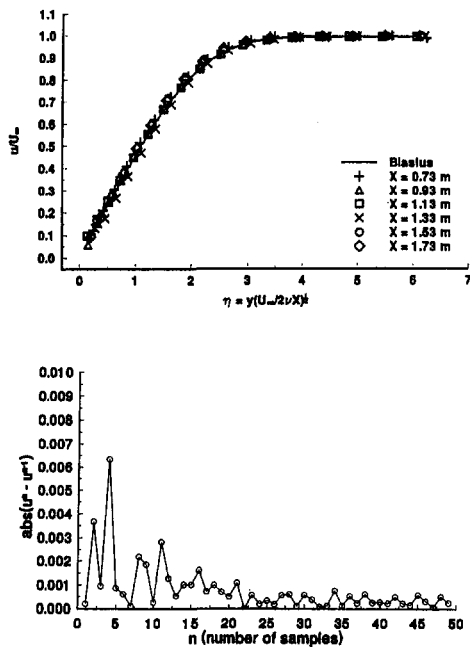 1.0
0.9
0.8
0.7
0.6
0.5
0.4
0.3
0.2
0.1
0.0
u/U∞
Blasius
X = 0.73 m
X = 0.93 m
X = 1.13 m
X = 1.33 m
X = 1.53 m
X = 1.73 m
0 1 2 3 4 5 6 7
η = y(U∞/2νX)½
0.010
0.009
0.008
0.007
0.006
0.005
0.004
0.003
0.002
0.001
0.000
abs(uⁿ - uⁿ⁻¹)
0 5 10 15 20 25 30 35 40 45 50
n (number of samples)